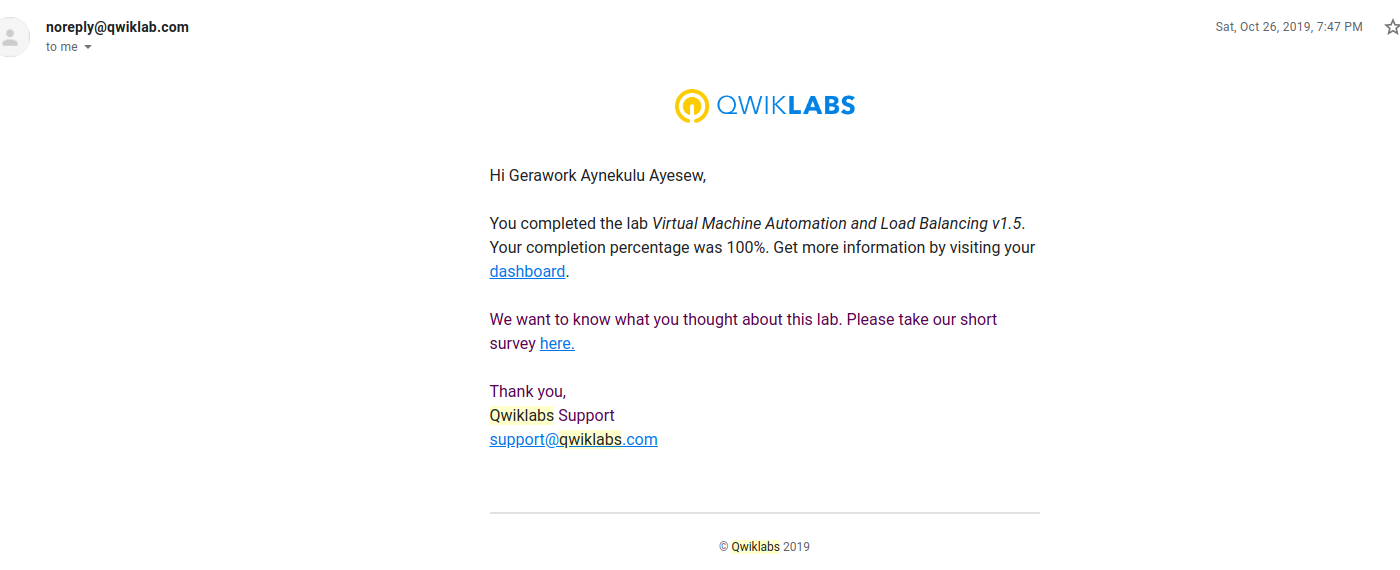 noreply@qwiklab.com
Sat, Oct 26, 2019, 7:47 PM
to me
QWIKLABS
Hi Gerawork Aynekulu Ayesew,
You completed the lab Virtual Machine Automation and Load Balancing v1.5.
Your completion percentage was 100%. Get more information by visiting your
dashboard.
We want to know what you thought about this lab. Please take our short
survey here.
Thank you,
Qwiklabs Support
support@qwiklabs.com
© Qwiklabs 2019